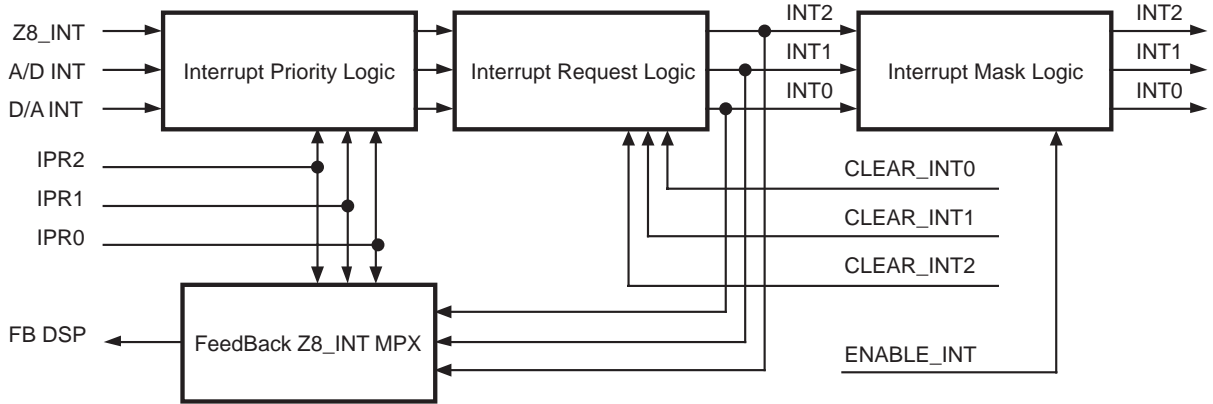 Z8_INT
A/D INT
D/A INT
Interrupt Priority Logic
Interrupt Request Logic
INT2
INT1
INT0
Interrupt Mask Logic
INT2
INT1
INT0
IPR2
IPR1
IPR0
CLEAR_INT0
CLEAR_INT1
CLEAR_INT2
FB DSP
FeedBack Z8_INT MPX
ENABLE_INT